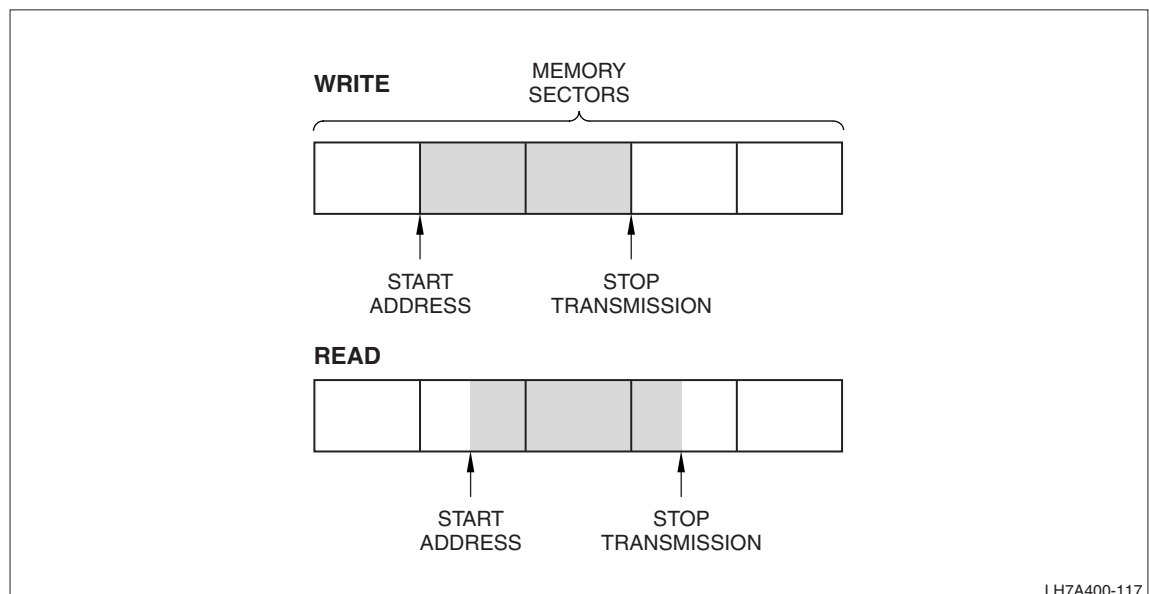 WRITE
MEMORY
SECTORS
START
ADDRESS
STOP
TRANSMISSION
READ
START
ADDRESS
STOP
TRANSMISSION
LH7A400-117